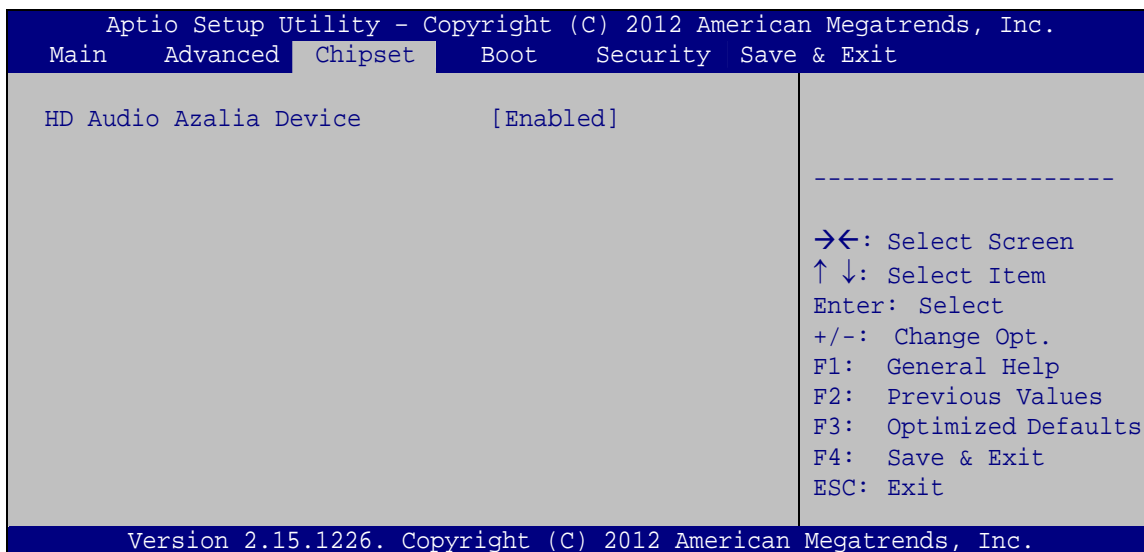 Aptio Setup Utility – Copyright (C) 2012 American Megatrends, Inc.
Main Advanced Chipset Boot Security Save & Exit
HD Audio Azalia Device [Enabled]
---------------------
→←: Select Screen
↑ ↓: Select Item
Enter: Select
+/-: Change Opt.
F1: General Help
F2: Previous Values
F3: Optimized Defaults
F4: Save & Exit
ESC: Exit
Version 2.15.1226. Copyright (C) 2012 American Megatrends, Inc.